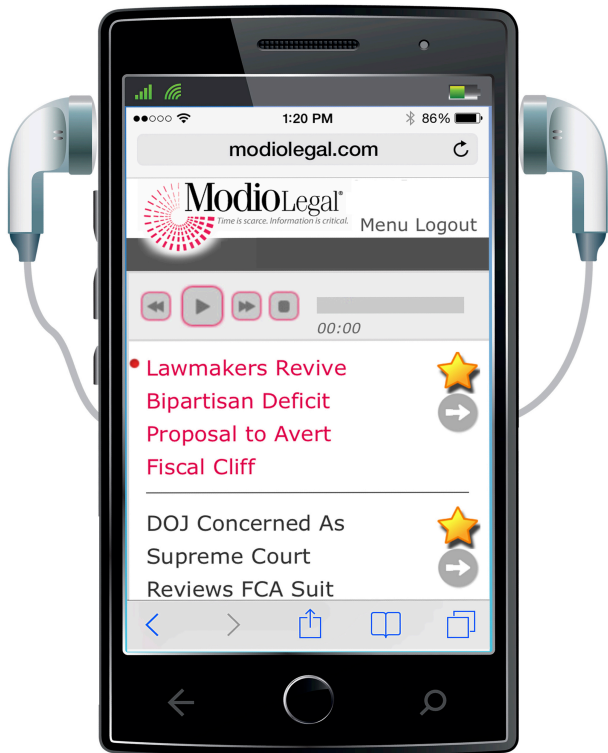 1:20 PM
86%
modiolegal.com
ModioLegal®
Time is scarce. Information is critical.
Menu Logout
00:00
Lawmakers Revive
Bipartisan Deficit
Proposal to Avert
Fiscal Cliff
DOJ Concerned As
Supreme Court
Reviews FCA Suit